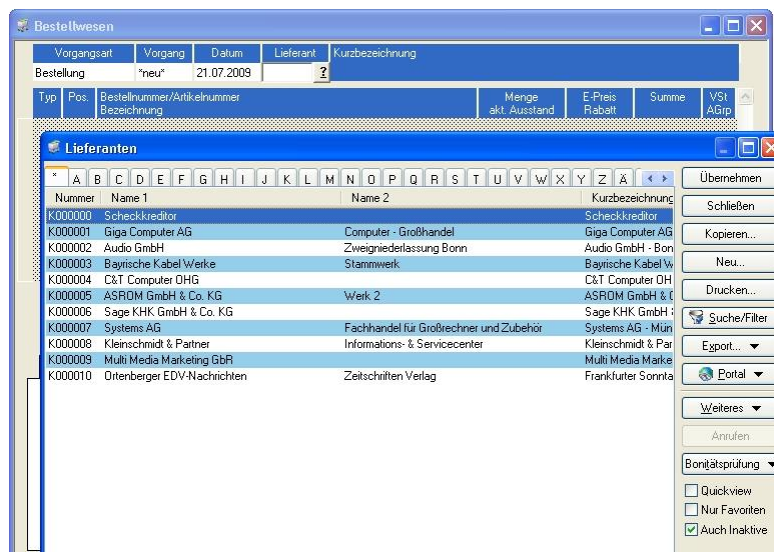 Bestellwesen
Vorgangsart Vorgang Datum Lieferant Kurzbezeichnung
Bestellung *neu* 21.07.2009 ?
Typ Pos. Bestellnummer/Artikelnummer Menge E-Preis Summe VSt
Bezeichnung akt. Ausstand Rabatt AGrp
Lieferanten
* A B C D E F G H I J K L M N O P Q R S T U V W X Y Z Ä
Nummer Name 1 Name 2 Kurzbezeichnung
K000000 Scheckkreditor Scheckkreditor
K000001 Giga Computer AG Computer - Großhandel Giga Computer AG
K000002 Audio GmbH Zweigniederlassung Bonn Audio GmbH - Bon
K000003 Bayrische Kabel Werke Stammwerk Bayrische Kabel W
K000004 C&T Computer OHG C&T Computer OH
K000005 ASROM GmbH & Co. KG Werk 2 ASROM GmbH &
K000006 Sage KHK GmbH & Co. KG Sage KHK GmbH
K000007 Systems AG Fachhandel für Großrechner und Zubehör Systems AG - Mün
K000008 Kleinschmidt & Partner Informations- & Servicecenter Kleinschmidt & Par
K000009 Multi Media Marketing GbR Multi Media Marke
K000010 Ortenberger EDV-Nachrichten Zeitschriften Verlag Frankfurter Sonnta
Übernehmen
Schließen
Kopieren...
Neu...
Drucken...
Suche/Filter
Export...
Portal
Weiteres
Anrufen
Bonitätsprüfung
Quickview
Nur Favoriten
Auch Inaktive